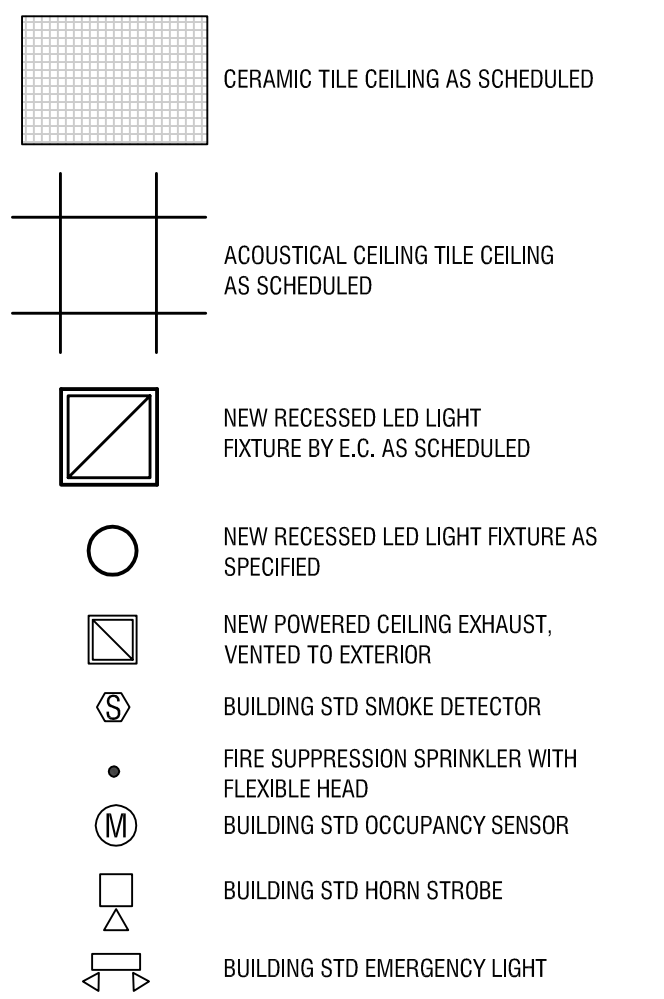 CERAMIC TILE CEILING AS SCHEDULED
ACOUSTICAL CEILING TILE CEILING
AS SCHEDULED
NEW RECESSED LED LIGHT
FIXTURE BY E.C. AS SCHEDULED
NEW RECESSED LED LIGHT FIXTURE AS
SPECIFIED
NEW POWERED CEILING EXHAUST,
VENTED TO EXTERIOR
S BUILDING STD SMOKE DETECTOR
FIRE SUPPRESSION SPRINKLER WITH
FLEXIBLE HEAD
M BUILDING STD OCCUPANCY SENSOR
BUILDING STD HORN STROBE
BUILDING STD EMERGENCY LIGHT